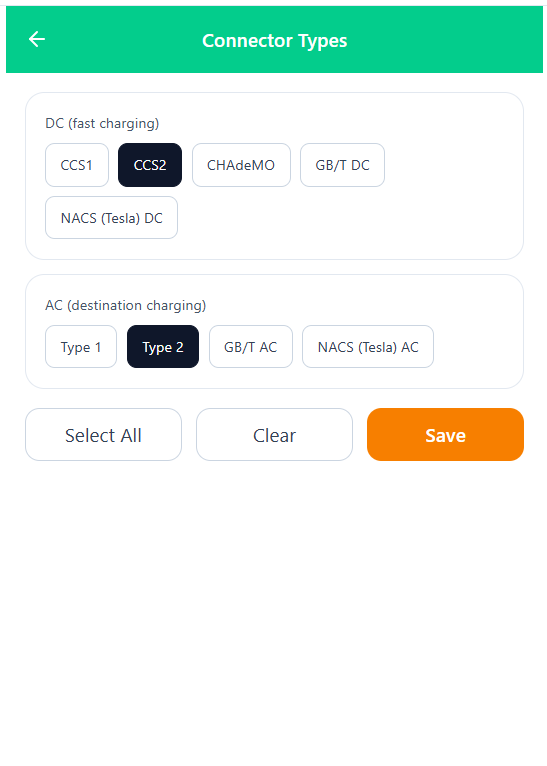 Connector Types
DC (fast charging)
CCS1 CCS2 CHAdeMO GB/T DC
NACS (Tesla) DC
AC (destination charging)
Type 1 Type 2 GB/T AC NACS (Tesla) AC
Select All Clear Save